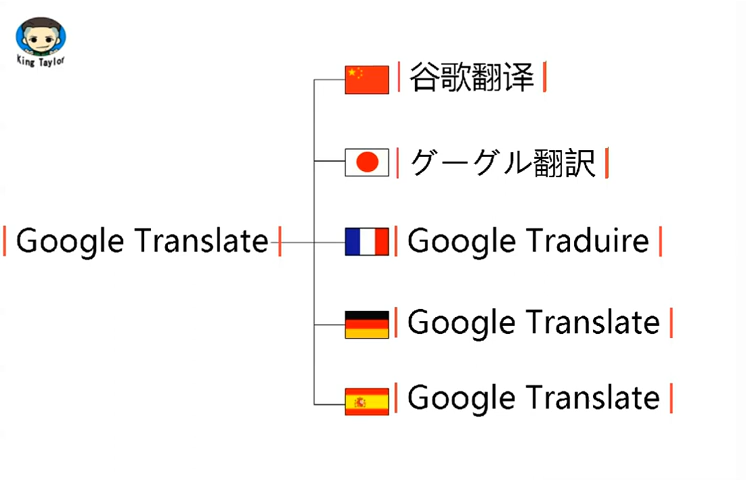 King Taylor
谷歌翻译
グーグル翻訳
Google Translate
Google Traduire
Google Translate
Google Translate